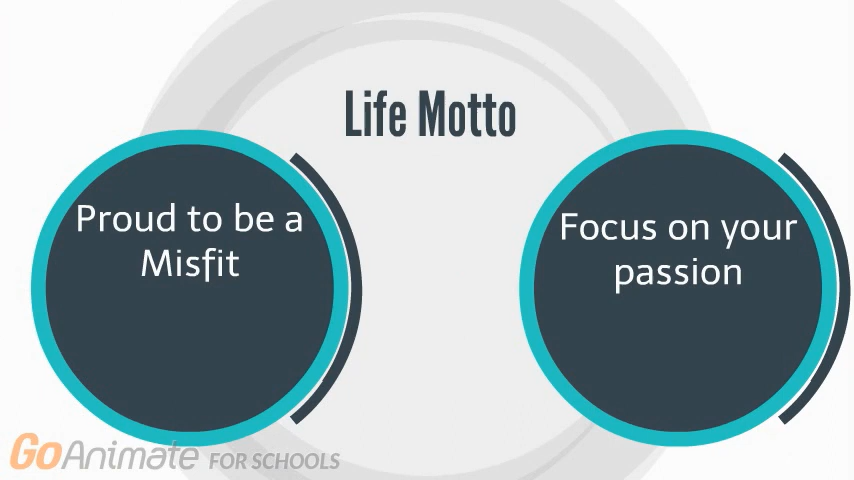 Life Motto
Proud to be a
Misfit
Focus on your
passion
GoAnimate FOR SCHOOLS